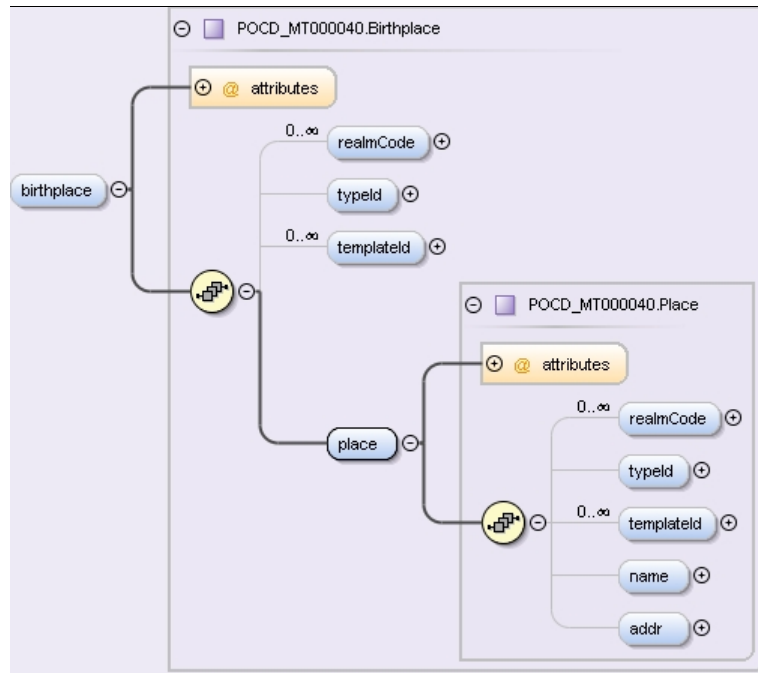 POCD_MT000040.Birthplace
@ attributes
0..∞
realmCode
birthplace
typeId
0..∞
templateId
POCD_MT000040.Place
@ attributes
0..∞
realmCode
place
typeId
0..∞
templateId
name
addr